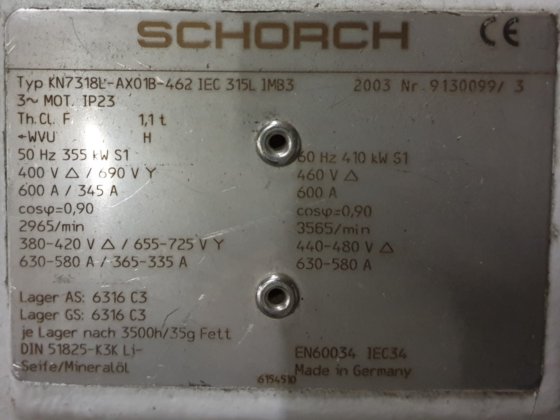 SCHORCH CE
Typ KN7318L-AX01B-462 IEC 315L IMB3 2003 Nr. 9130099/ 3
3~ MOT. IP23
Th.Cl. F 1,1 t
←WVU H
50 Hz 355 kW S1 60 Hz 410 kW S1
400 V △ / 690 V Y 460 V △
600 A / 345 A 600 A
cosφ=0,90 cosφ=0,90
2965/min 3565/min
380-420 V △ / 655-725 V Y 440-480 V △
630-580 A / 365-335 A 630-580 A
Lager AS: 6316 C3
Lager GS: 6316 C3
je Lager nach 3500h/35g Fett
DIN 51825-K3K Li- EN60034 IEC34
Seife/Mineralöl 6154510 Made in Germany